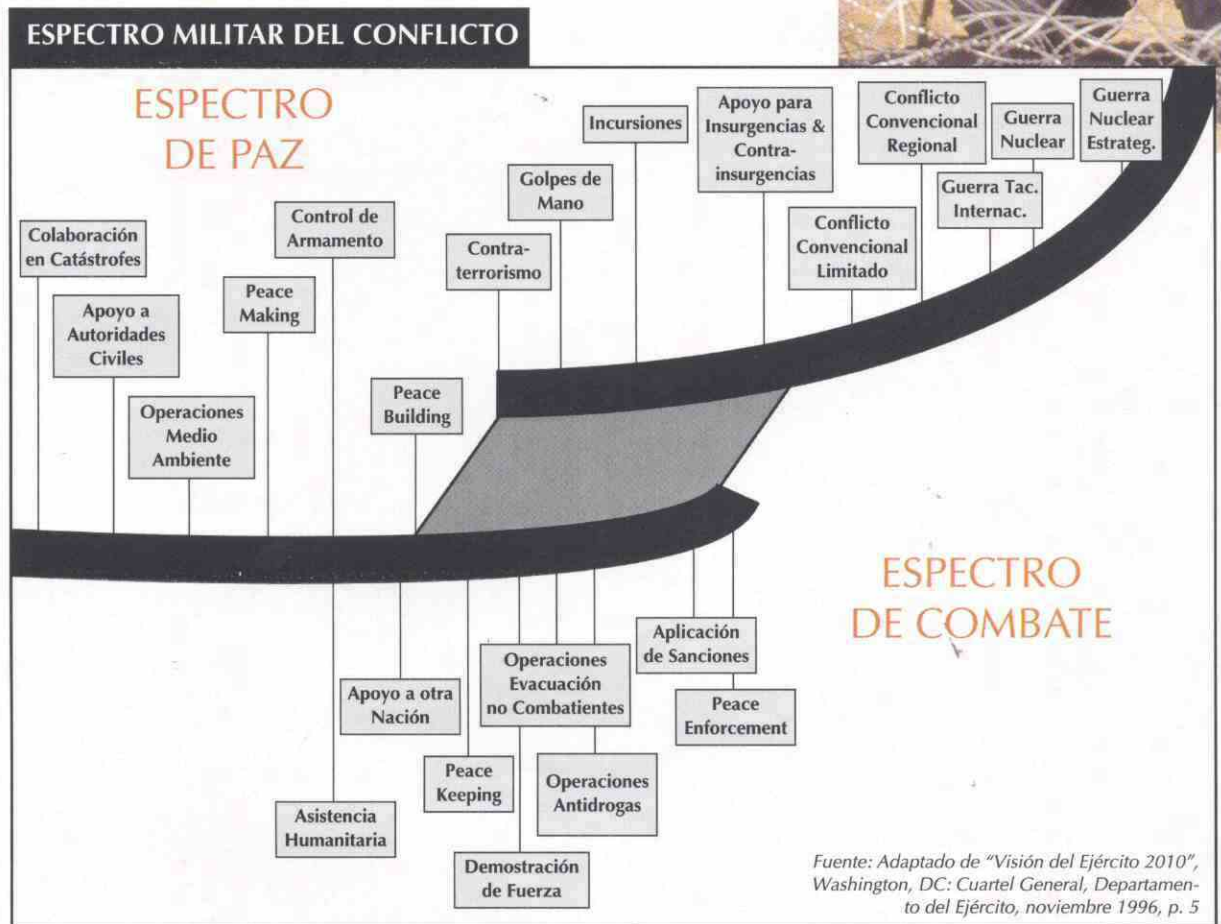 ESPECTRO MILITAR DEL CONFLICTO
ESPECTRO
DE PAZ
Colaboración
en Catástrofes
Apoyo a
Autoridades
Civiles
Operaciones
Medio
Ambiente
Peace
Making
Control de
Armamento
Peace
Building
Contra-
terrorismo
Golpes de
Mano
Incursiones
Apoyo para
Insurgencias &
Contra-
insurgencias
Conflicto
Convencional
Limitado
Conflicto
Convencional
Regional
Guerra Tac.
Internac.
Guerra
Nuclear
Guerra
Nuclear
Estrateg.
ESPECTRO
DE COMBATE
Asistencia
Humanitaria
Apoyo a otra
Nación
Peace
Keeping
Demostración
de Fuerza
Operaciones
Evacuación
no Combatientes
Operaciones
Antidrogas
Aplicación
de Sanciones
Peace
Enforcement
Fuente: Adaptado de “Visión del Ejército 2010”,
Washington, DC: Cuartel General, Departamen-
to del Ejército, noviembre 1996, p. 5